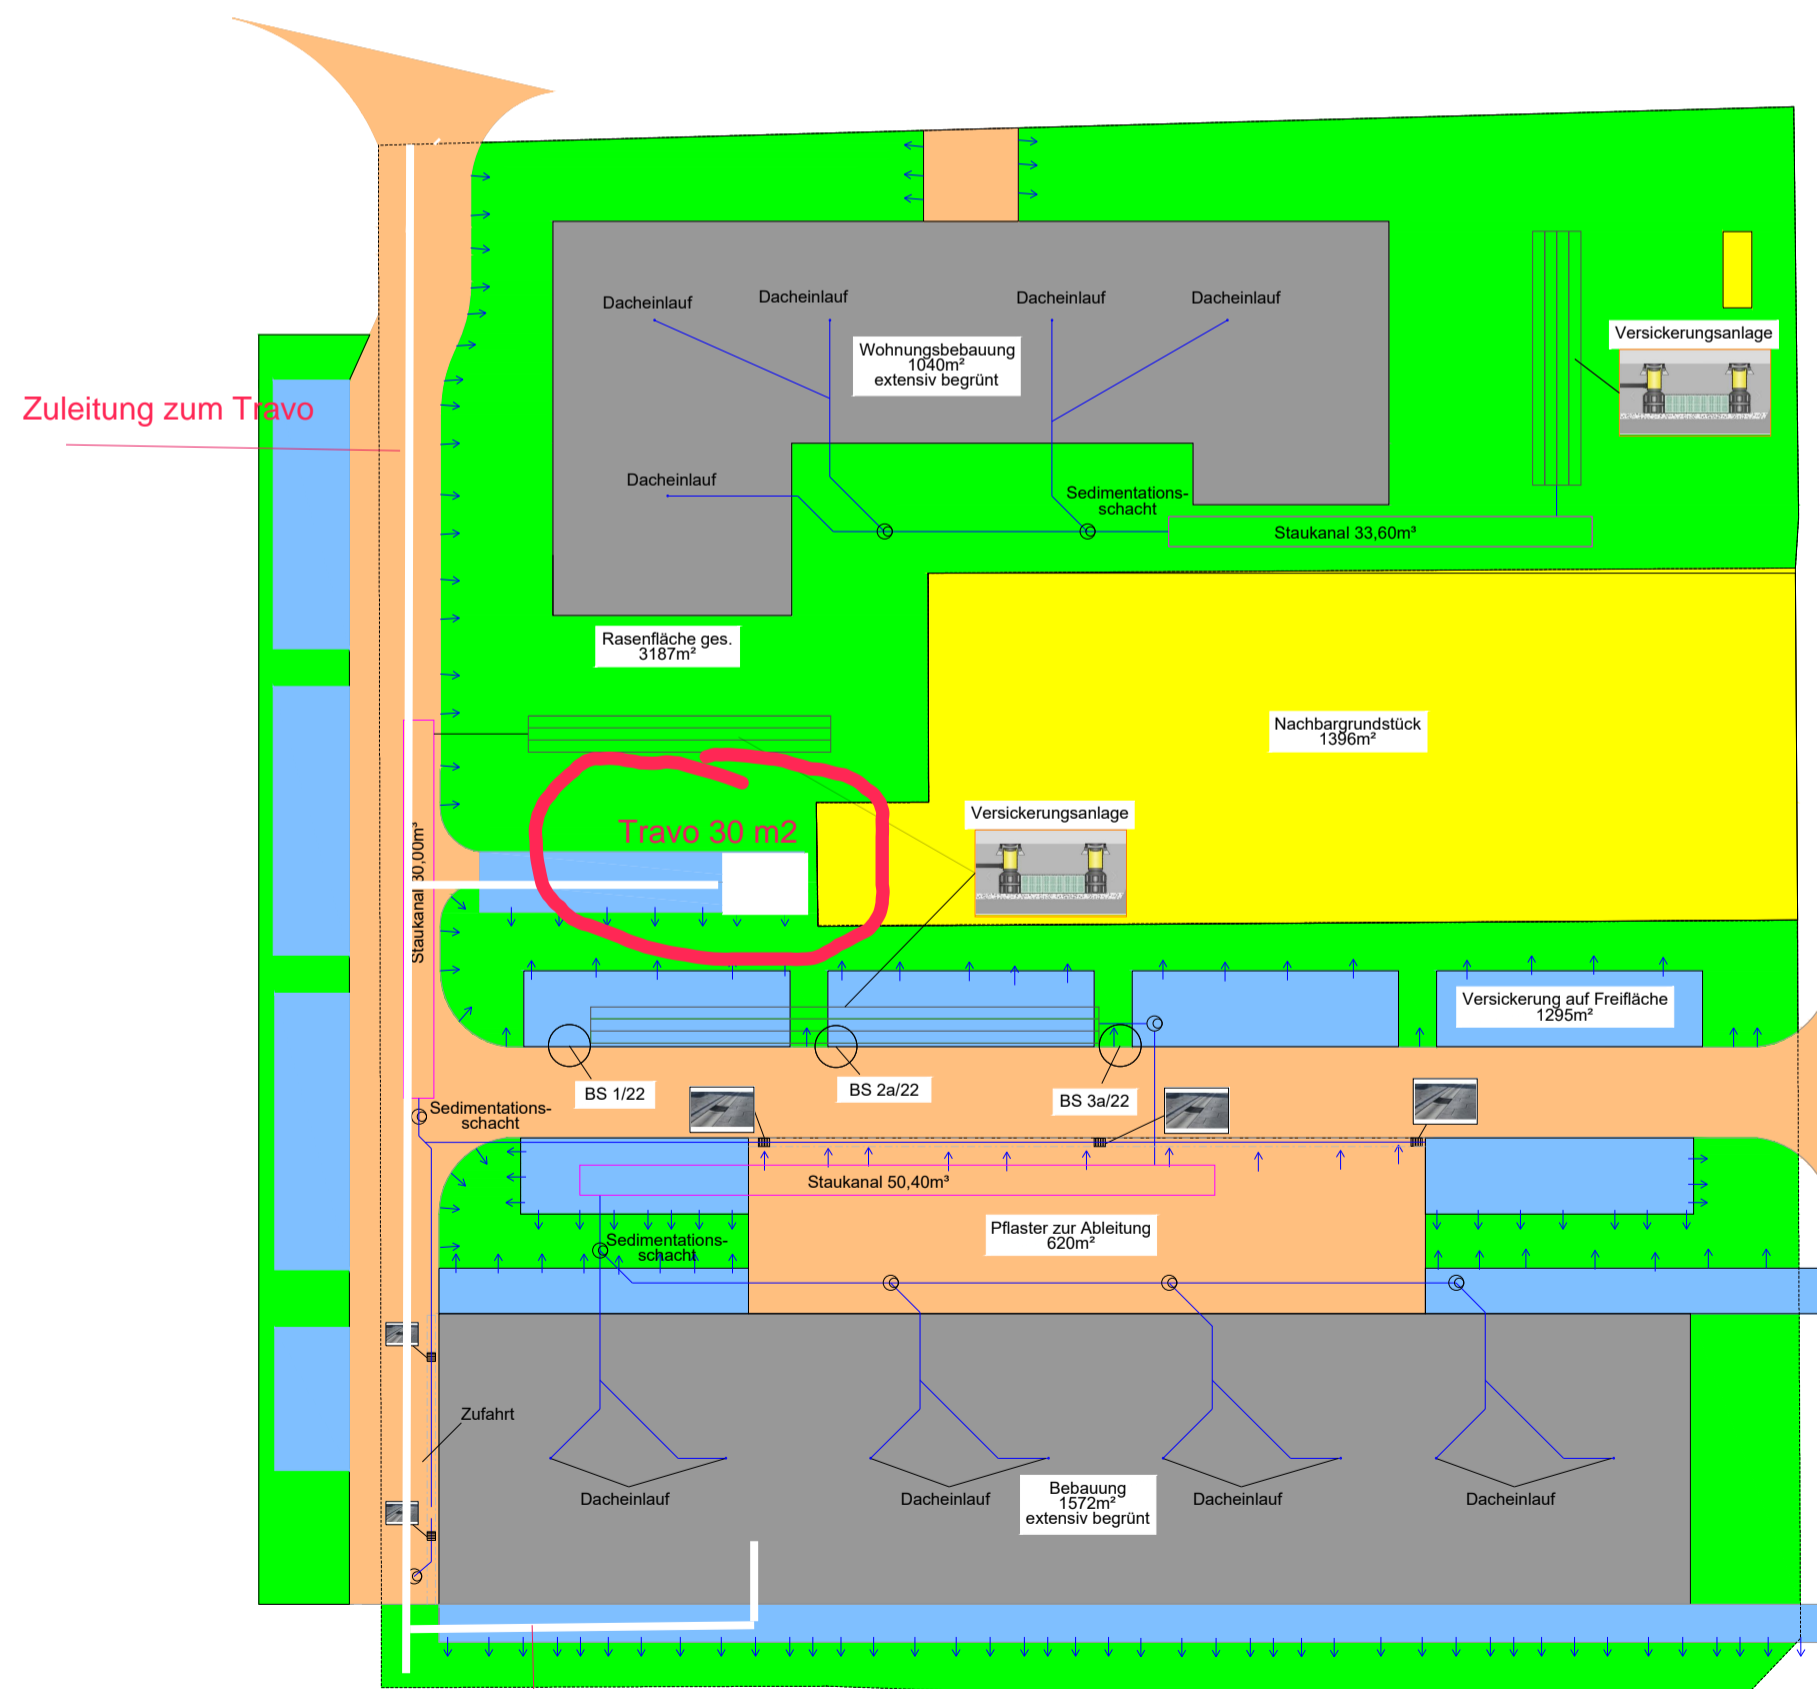 Dacheinlauf
Dacheinlauf
Dacheinlauf
Dacheinlauf
Versickerungsanlage
Wohnungsbebauung
1040m²
extensiv begrünt
Zuleitung zum Travo
Dacheinlauf
Sedimentations-
schacht
Staukanal 33,60m³
Rasenfläche ges.
3187m²
Nachbargrundstück
1396m²
Versickerungsanlage
Travo 30 m2
Staukanal 30,00m³
Versickerung auf Freifläche
1295m²
BS 1/22
BS 2a/22
BS 3a/22
Sedimentations-
schacht
Staukanal 50,40m³
Pflaster zur Ableitung
620m²
Sedimentations-
schacht
Zufahrt
Dacheinlauf
Dacheinlauf
Bebauung
1572m²
extensiv begrünt
Dacheinlauf
Dacheinlauf